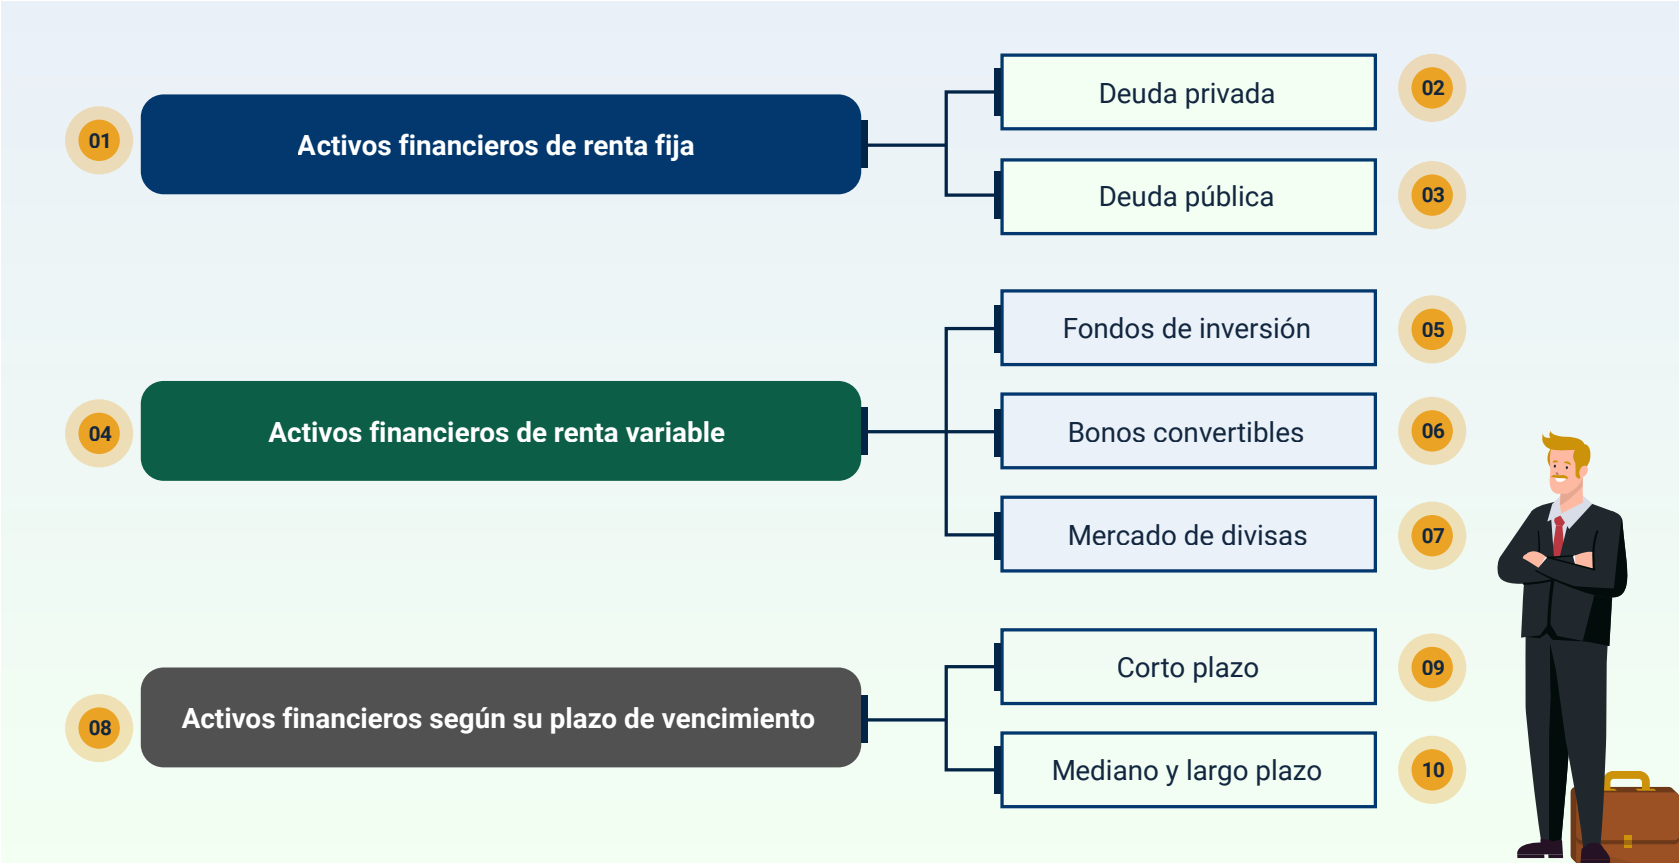 01
Activos financieros de renta fija
Deuda privada
02
Deuda pública
03
04
Activos financieros de renta variable
Fondos de inversión
05
Bonos convertibles
06
Mercado de divisas
07
08
Activos financieros según su plazo de vencimiento
Corto plazo
09
Mediano y largo plazo
10